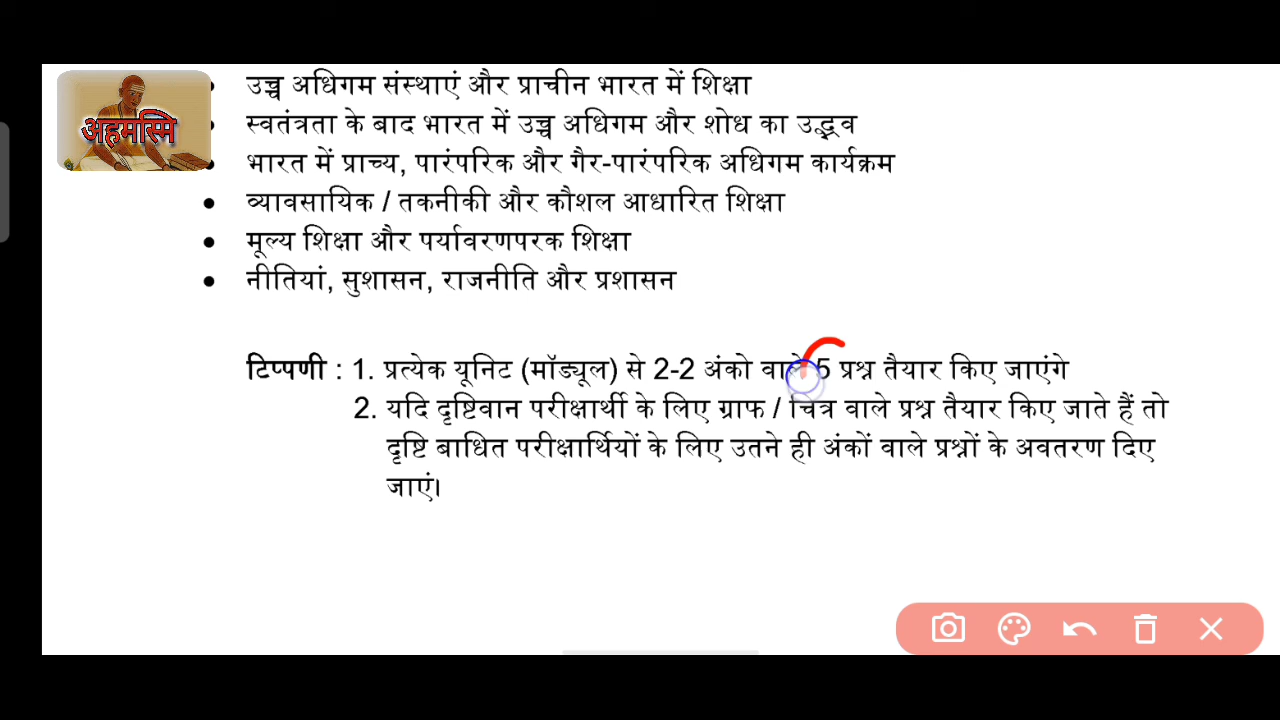 उच्च अधिगम संस्थाएं और प्राचीन भारत में शिक्षा
अहमस्मि
स्वतंत्रता के बाद भारत में उच्च अधिगम और शोध का उद्भव
भारत में प्राच्य, पारंपरिक और गैर-पारंपरिक अधिगम कार्यक्रम
• व्यावसायिक / तकनीकी और कौशल आधारित शिक्षा
• मूल्य शिक्षा और पर्यावरणपरक शिक्षा
• नीतियां, सुशासन, राजनीति और प्रशासन
टिप्पणी : 1. प्रत्येक यूनिट (मॉड्यूल) से 2-2 अंको वाले 5 प्रश्न तैयार किए जाएंगे
2. यदि दृष्टिवान परीक्षार्थी के लिए ग्राफ / चित्र वाले प्रश्न तैयार किए जाते हैं तो
दृष्टि बाधित परीक्षार्थियों के लिए उतने ही अंकों वाले प्रश्नों के अवतरण दिए
जाएं।